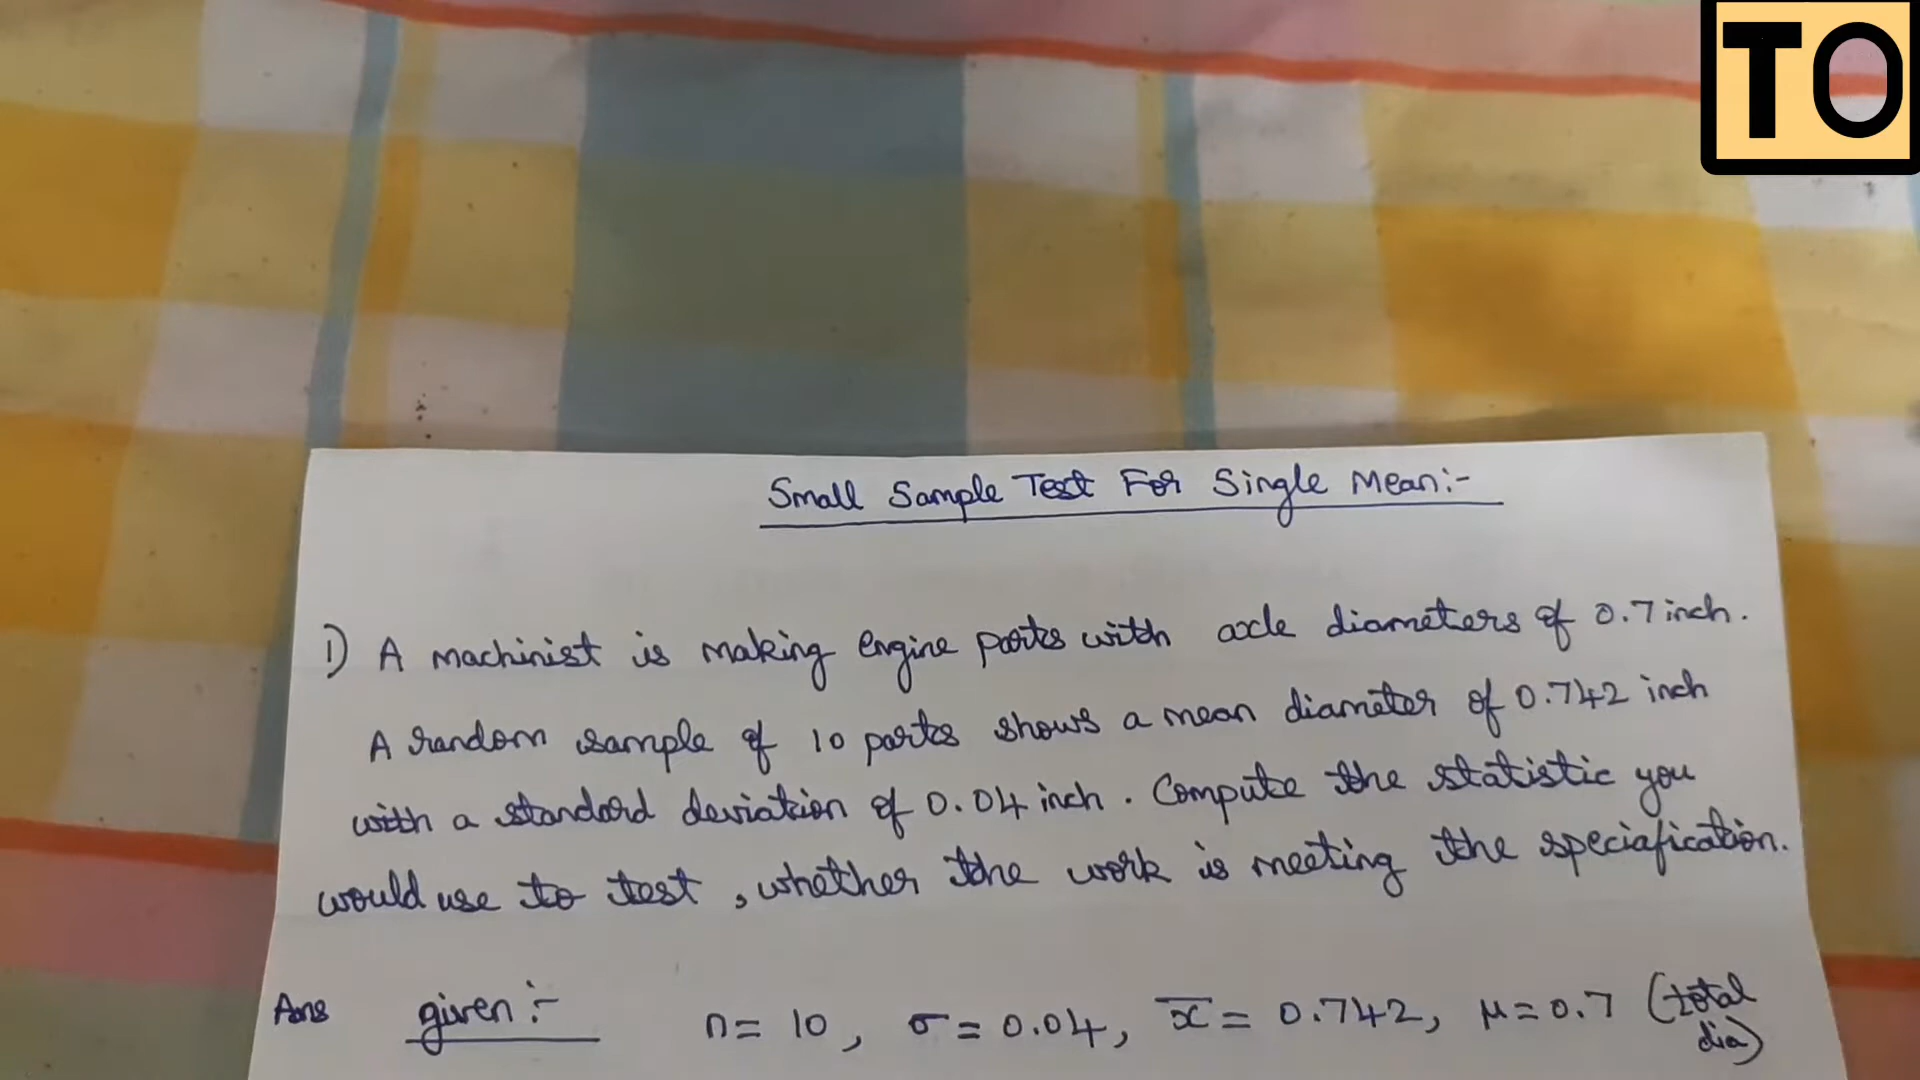 TO
Small Sample Test For Single Mean:-
1) A machinist is making engine parts with axle diameters of 0.7 inch.
A random sample of 10 parts shows a mean diameter of 0.742 inch
with a standard deviation of 0.04 inch. Compute the statistic you
would use to test, whether the work is meeting the speciafication.
Ans given:- n = 10, σ = 0.04, x̄ = 0.742, μ = 0.7 (total
dia)